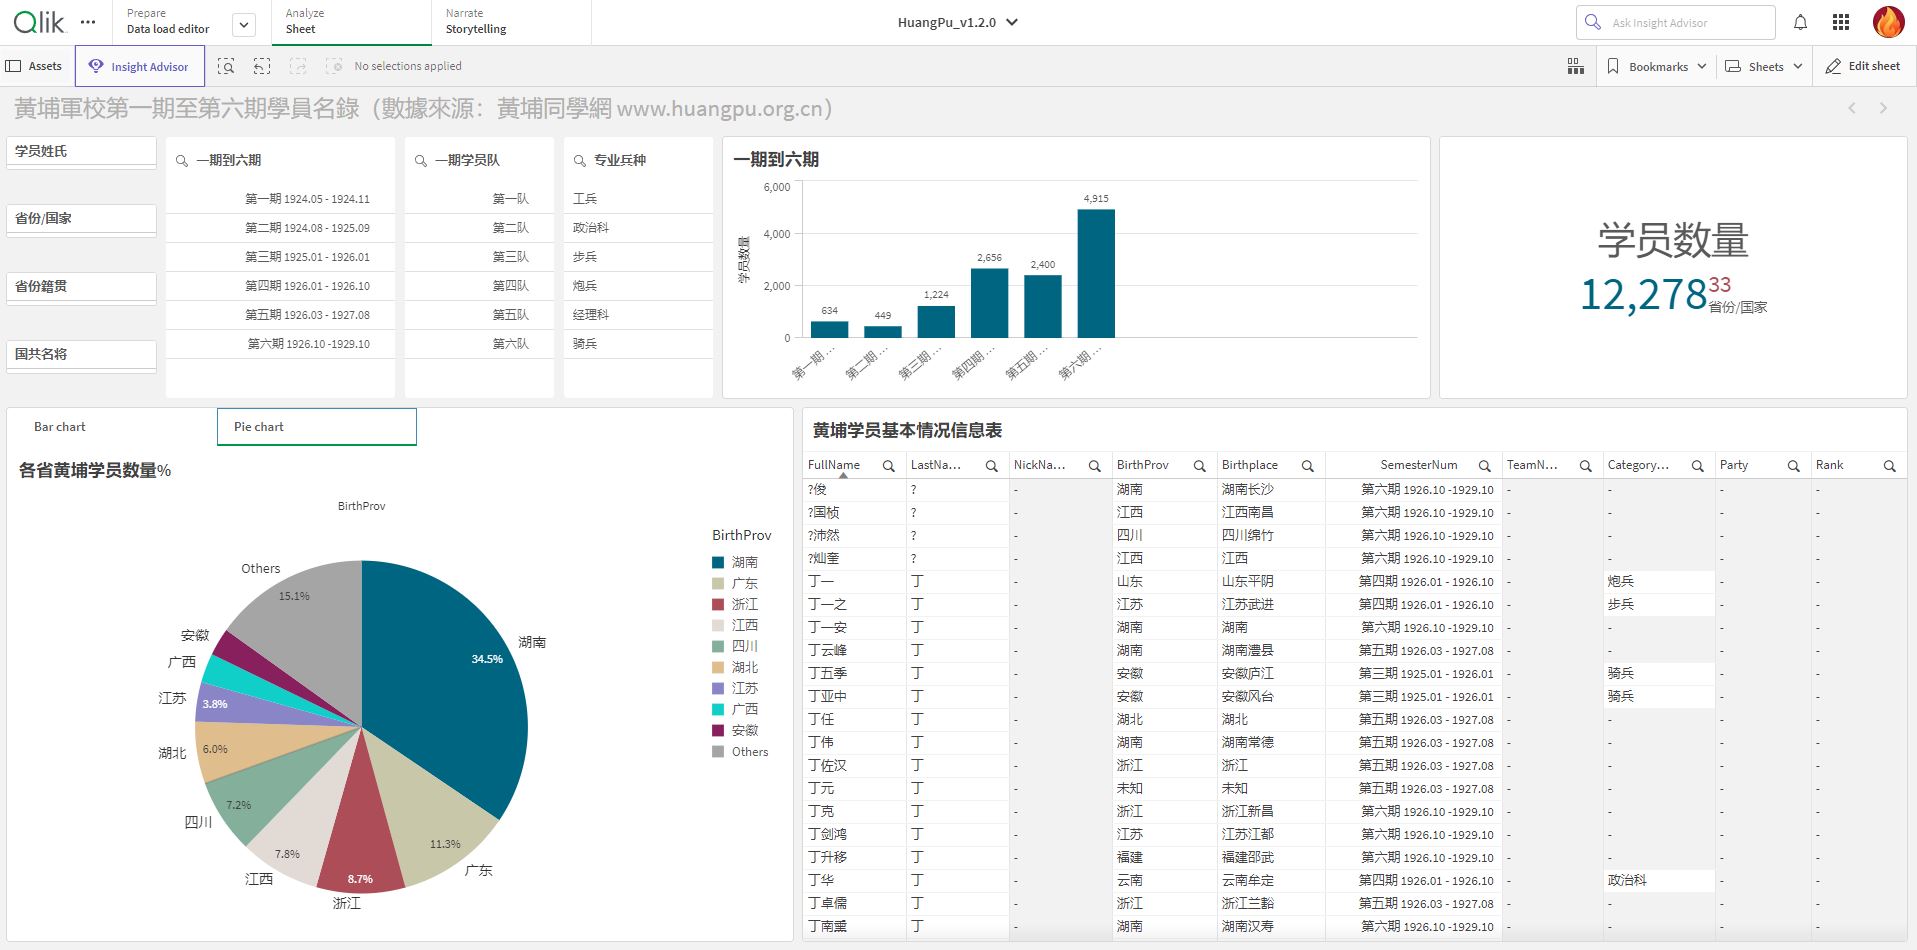 Qlik
Prepare
Data load editor
Analyze
Sheet
Narrate
Storytelling
HuangPu_v1.2.0
Ask Insight Advisor
Assets
Insight Advisor
No selections applied
Bookmarks
Sheets
Edit sheet
黃埔軍校第一期至第六期學員名錄（數據來源：黃埔同學網 www.huangpu.org.cn）
学员姓氏
省份/国家
省份籍贯
国共名将
一期到六期
第一期 1924.05 - 1924.11
第二期 1924.08 - 1925.09
第三期 1925.01 - 1926.01
第四期 1926.01 - 1926.10
第五期 1926.03 - 1927.08
第六期 1926.10 -1929.10
一期学员队
第一队
第二队
第三队
第四队
第五队
第六队
专业兵种
工兵
政治科
步兵
炮兵
经理科
骑兵
一期到六期
学员数量
6,000
4,000
2,000
0
634
449
1,224
2,656
2,400
4,915
第一期 ...
第二期 ...
第三期 ...
第四期 ...
第五期 ...
第六期 ...
学员数量
12,278 33
省份/国家
Bar chart
Pie chart
各省黄埔学员数量%
BirthProv
湖南
34.5%
广东
11.3%
浙江
8.7%
江西
7.8%
四川
7.2%
湖北
6.0%
江苏
3.8%
广西
安徽
Others
15.1%
BirthProv
湖南
广东
浙江
江西
四川
湖北
江苏
广西
安徽
Others
黄埔学员基本情况信息表
FullName LastNa... NickNa... BirthProv Birthplace SemesterNum TeamN... Category... Party Rank
?俊 ? - 湖南 湖南长沙 第六期 1926.10 -1929.10 - - - -
?国桢 ? - 江西 江西南昌 第六期 1926.10 -1929.10 - - - -
?沛然 ? - 四川 四川绵竹 第六期 1926.10 -1929.10 - - - -
?灿奎 ? - 江西 江西 第六期 1926.10 -1929.10 - - - -
丁一 丁 - 山东 山东平阴 第四期 1926.01 - 1926.10 - 炮兵 - -
丁一之 丁 - 江苏 江苏武进 第四期 1926.01 - 1926.10 - 步兵 - -
丁一安 丁 - 湖南 湖南 第六期 1926.10 -1929.10 - - - -
丁云峰 丁 - 湖南 湖南澧县 第五期 1926.03 - 1927.08 - - - -
丁五季 丁 - 安徽 安徽庐江 第三期 1925.01 - 1926.01 - 骑兵 - -
丁亚中 丁 - 安徽 安徽风台 第三期 1925.01 - 1926.01 - 骑兵 - -
丁任 丁 - 湖北 湖北 第五期 1926.03 - 1927.08 - - - -
丁伟 丁 - 湖南 湖南常德 第五期 1926.03 - 1927.08 - - - -
丁佐汉 丁 - 浙江 浙江 第五期 1926.03 - 1927.08 - - - -
丁元 丁 - 未知 未知 第五期 1926.03 - 1927.08 - - - -
丁克 丁 - 浙江 浙江新昌 第六期 1926.10 -1929.10 - - - -
丁剑鸿 丁 - 江苏 江苏江都 第六期 1926.10 -1929.10 - - - -
丁升移 丁 - 福建 福建邵武 第六期 1926.10 -1929.10 - - - -
丁华 丁 - 云南 云南牟定 第四期 1926.01 - 1926.10 - 政治科 - -
丁卓儒 丁 - 浙江 浙江兰豁 第五期 1926.03 - 1927.08 - - - -
丁南薰 丁 - 湖南 湖南汉寿 第六期 1926.10 -1929.10 - - - -